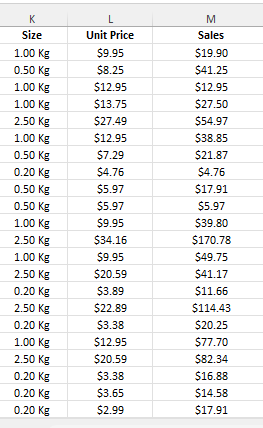 K L M
Size Unit Price Sales
1.00 Kg $9.95 $19.90
0.50 Kg $8.25 $41.25
1.00 Kg $12.95 $12.95
1.00 Kg $13.75 $27.50
2.50 Kg $27.49 $54.97
1.00 Kg $12.95 $38.85
0.50 Kg $7.29 $21.87
0.20 Kg $4.76 $4.76
0.50 Kg $5.97 $17.91
0.50 Kg $5.97 $5.97
1.00 Kg $9.95 $39.80
2.50 Kg $34.16 $170.78
1.00 Kg $9.95 $49.75
2.50 Kg $20.59 $41.17
0.20 Kg $3.89 $11.66
2.50 Kg $22.89 $114.43
0.20 Kg $3.38 $20.25
1.00 Kg $12.95 $77.70
2.50 Kg $20.59 $82.34
0.20 Kg $3.38 $16.88
0.20 Kg $3.65 $14.58
0.20 Kg $2.99 $17.91